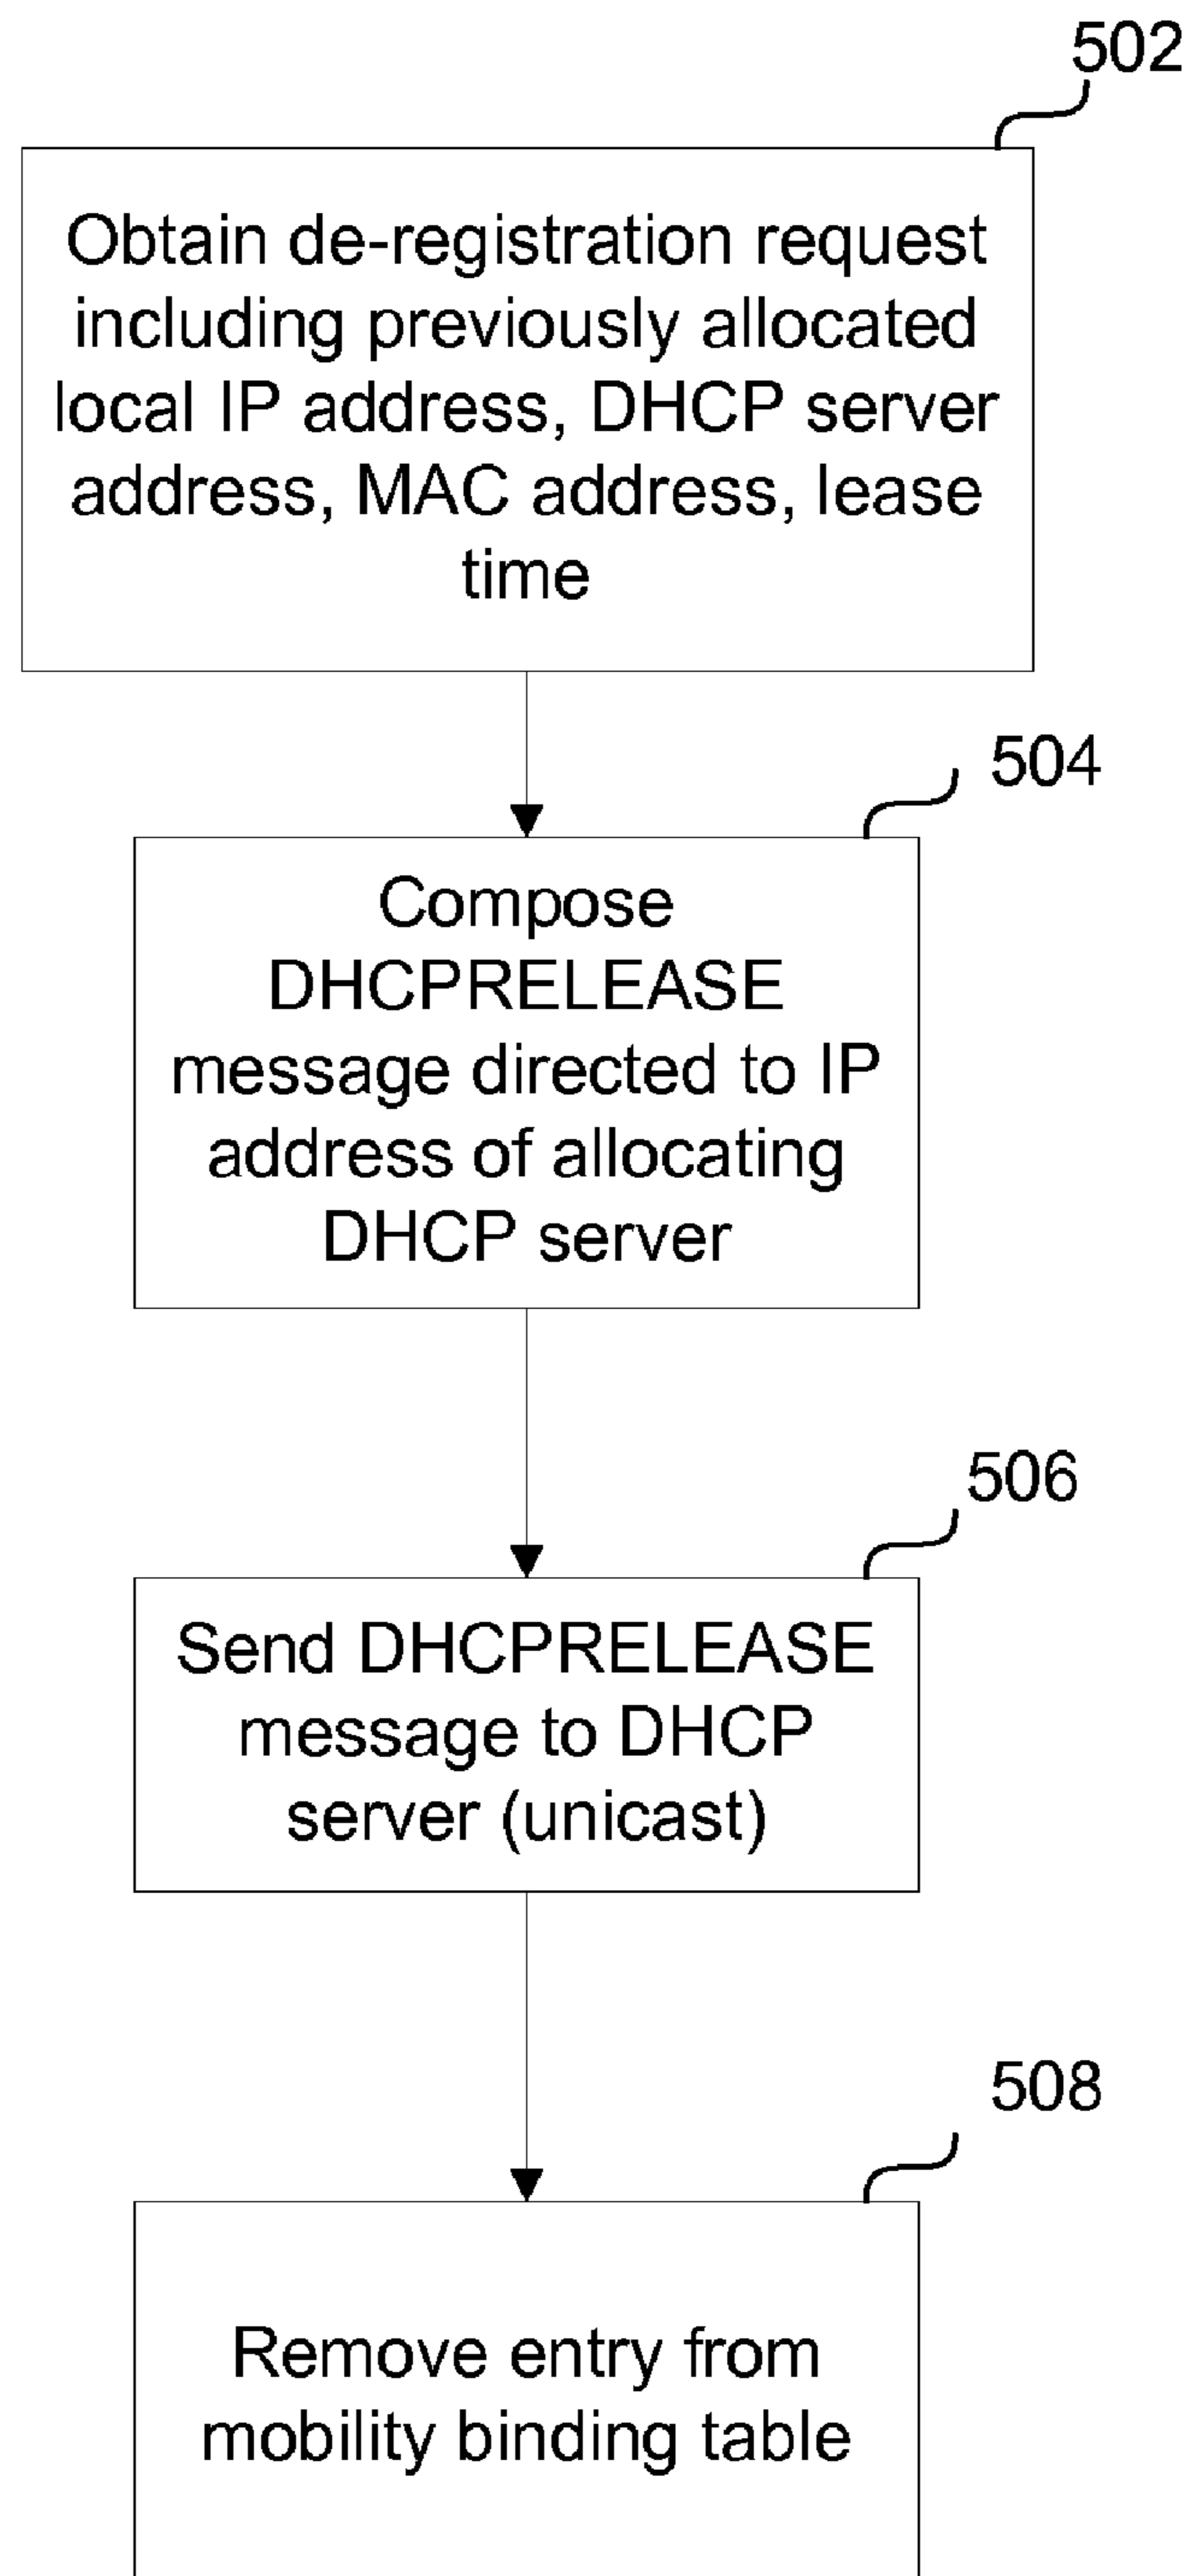 502
Obtain de-registration request
including previously allocated
local IP address, DHCP server
address, MAC address, lease
time
504
Compose
DHCPRELEASE
message directed to IP
address of allocating
DHCP server
506
Send DHCPRELEASE
message to DHCP
server (unicast)
508
Remove entry from
mobility binding table